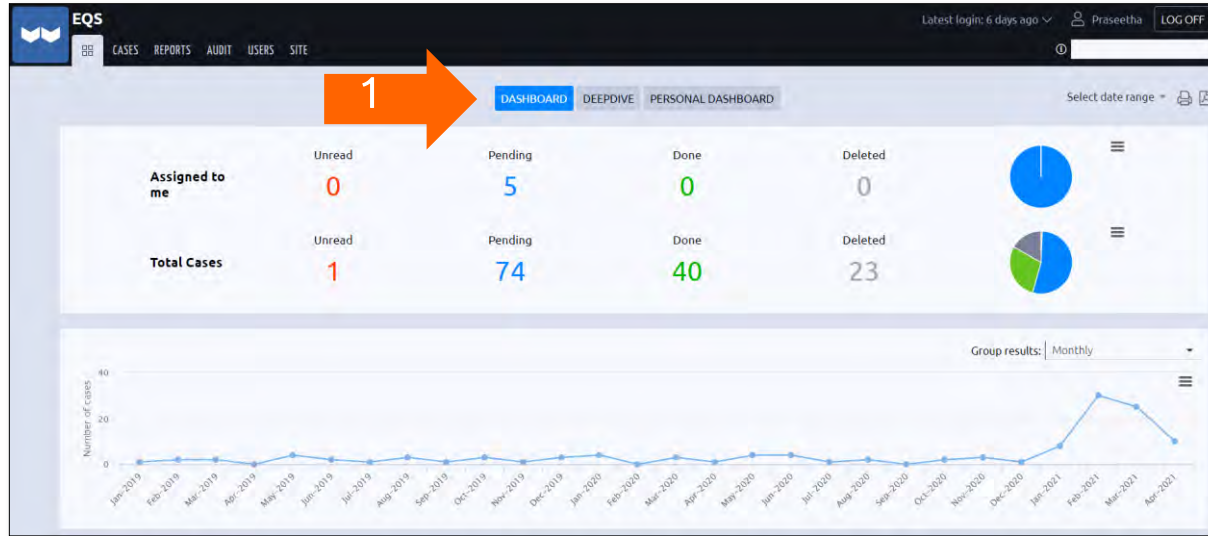 EQS
Latest login: 6 days ago Praseetha LOG OFF
CASES REPORTS AUDIT USERS SITE
1
DASHBOARD DEEPDIVE PERSONAL DASHBOARD
Select date range
Unread Pending Done Deleted
Assigned to me
0 5 0 0
Unread Pending Done Deleted
Total Cases
1 74 40 23
Group results: Monthly
Number of cases
40
20
0
Jan-2019 Feb-2019 Mar-2019 Apr-2019 May-2019 Jun-2019 Jul-2019 Aug-2019 Sep-2019 Oct-2019 Nov-2019 Dec-2019 Jan-2020 Feb-2020 Mar-2020 Apr-2020 May-2020 Jun-2020 Jul-2020 Aug-2020 Sep-2020 Oct-2020 Nov-2020 Dec-2020 Jan-2021 Feb-2021 Mar-2021 Apr-2021